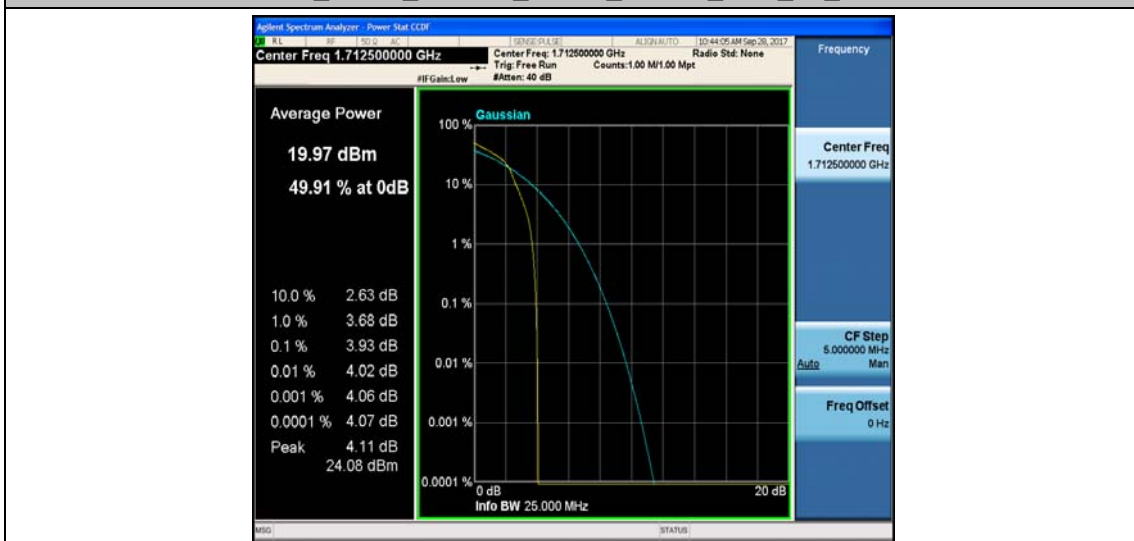 Agilent Spectrum Analyzer - Power Stat CCDF
RL RF 50 Ω AC SENSE:PULSE ALIGN AUTO 10:44:05 AM Sep 28, 2017
Center Freq 1.712500000 GHz
Center Freq: 1.712500000 GHz Radio Std: None
Trig: Free Run Counts:1.00 M/1.00 Mpt
#IFGain:Low #Atten: 40 dB
Frequency
Average Power
19.97 dBm
49.91 % at 0dB
10.0 % 2.63 dB
1.0 % 3.68 dB
0.1 % 3.93 dB
0.01 % 4.02 dB
0.001 % 4.06 dB
0.0001 % 4.07 dB
Peak 4.11 dB
24.08 dBm
Gaussian
100 %
10 %
1 %
0.1 %
0.01 %
0.001 %
0.0001 %
0 dB 20 dB
Info BW 25.000 MHz
Center Freq
1.712500000 GHz
CF Step
5.000000 MHz
Auto Man
Freq Offset
0 Hz
MSG STATUS